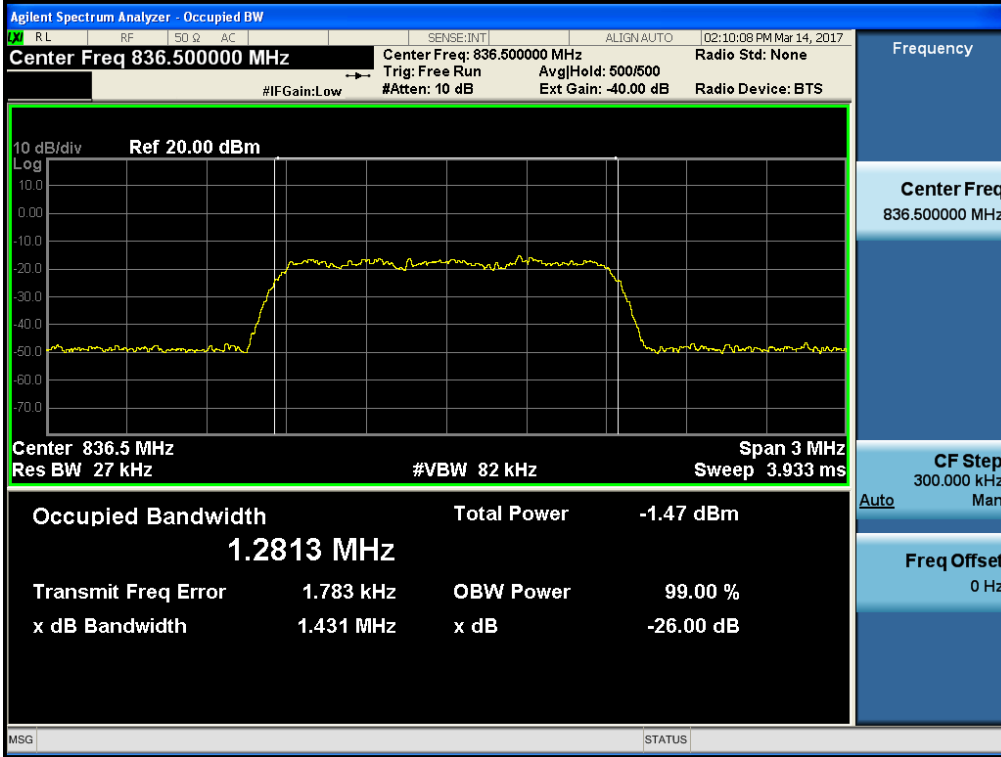 Agilent Spectrum Analyzer - Occupied BW
LXI RL RF 50 Ω AC SENSE:INT ALIGN AUTO 02:10:08 PM Mar 14, 2017
Center Freq 836.500000 MHz
Center Freq: 836.500000 MHz Radio Std: None
Trig: Free Run Avg|Hold: 500/500
#IFGain:Low #Atten: 10 dB Ext Gain: -40.00 dB Radio Device: BTS
10 dB/div Ref 20.00 dBm
Log
10.0
0.00
-10.0
-20.0
-30.0
-40.0
-50.0
-60.0
-70.0
Center 836.5 MHz Span 3 MHz
Res BW 27 kHz #VBW 82 kHz Sweep 3.933 ms
Occupied Bandwidth Total Power -1.47 dBm
1.2813 MHz
Transmit Freq Error 1.783 kHz OBW Power 99.00 %
x dB Bandwidth 1.431 MHz x dB -26.00 dB
MSG STATUS
Frequency
Center Freq
836.500000 MHz
CF Step
300.000 kHz
Auto Man
Freq Offset
0 Hz